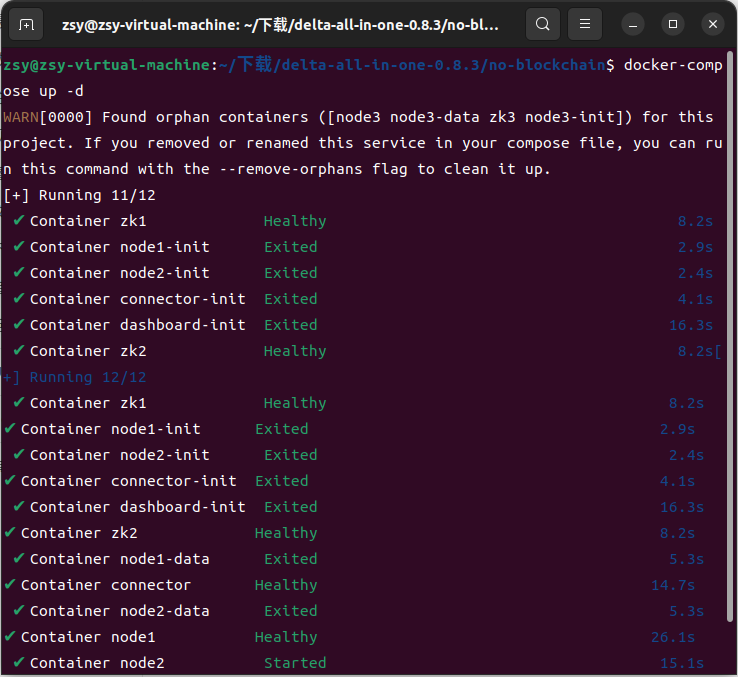 zsy@zsy-virtual-machine: ~/下载/delta-all-in-one-0.8.3/no-bl...
zsy@zsy-virtual-machine:~/下载/delta-all-in-one-0.8.3/no-blockchain$ docker-comp
ose up -d
WARN[0000] Found orphan containers ([node3 node3-data zk3 node3-init]) for this
project. If you removed or renamed this service in your compose file, you can ru
n this command with the --remove-orphans flag to clean it up.
[+] Running 11/12
✔ Container zk1 Healthy 8.2s
✔ Container node1-init Exited 2.9s
✔ Container node2-init Exited 2.4s
✔ Container connector-init Exited 4.1s
✔ Container dashboard-init Exited 16.3s
✔ Container zk2 Healthy 8.2s[
+] Running 12/12
✔ Container zk1 Healthy 8.2s
✔ Container node1-init Exited 2.9s
✔ Container node2-init Exited 2.4s
✔ Container connector-init Exited 4.1s
✔ Container dashboard-init Exited 16.3s
✔ Container zk2 Healthy 8.2s
✔ Container node1-data Exited 5.3s
✔ Container connector Healthy 14.7s
✔ Container node2-data Exited 5.3s
✔ Container node1 Healthy 26.1s
✔ Container node2 Started 15.1s